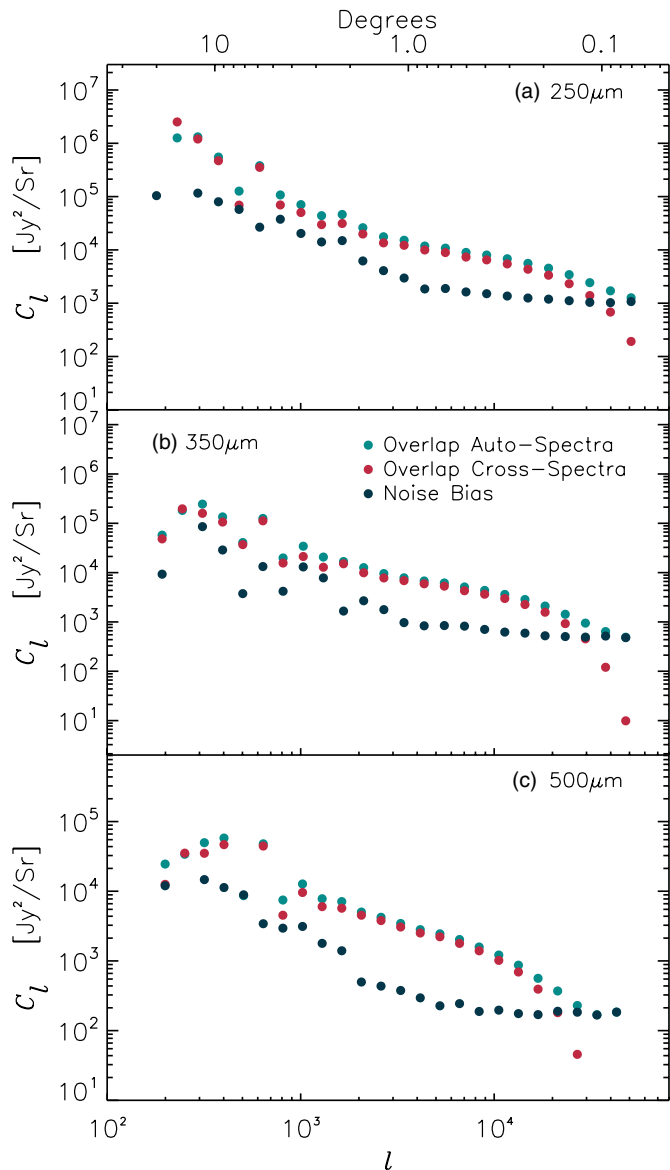 Degrees
10 1.0 0.1
(a) 250μm
10⁷
10⁶
10⁵
10⁴
10³
10²
10¹
C_l [Jy²/Sr]
(b) 350μm
Overlap Auto-Spectra
Overlap Cross-Spectra
Noise Bias
10⁷
10⁶
10⁵
10⁴
10³
10²
10¹
C_l [Jy²/Sr]
(c) 500μm
10⁵
10⁴
10³
10²
10¹
C_l [Jy²/Sr]
10² 10³ 10⁴
l